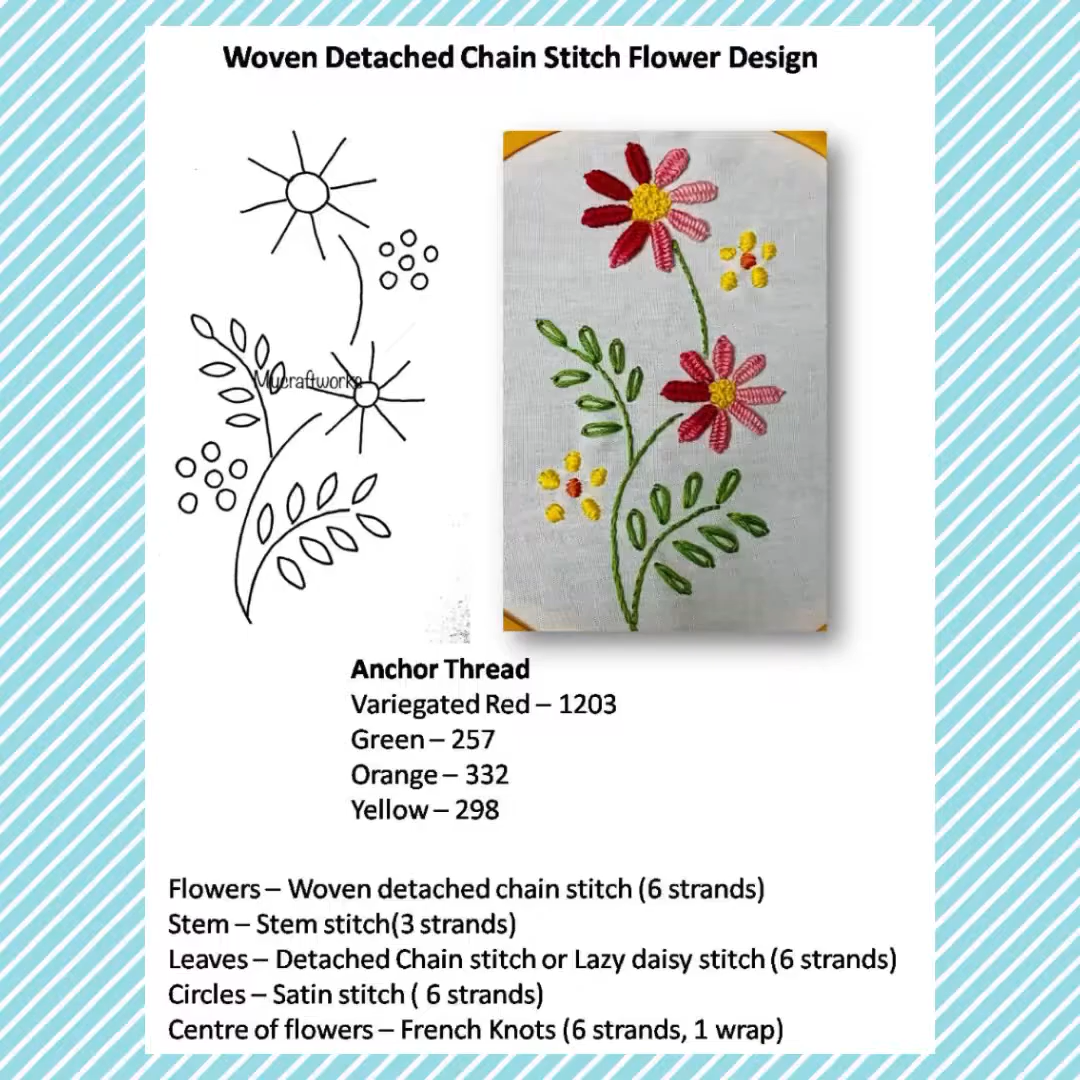 Woven Detached Chain Stitch Flower Design
Mycraftworks
Anchor Thread
Variegated Red – 1203
Green – 257
Orange – 332
Yellow – 298
Flowers – Woven detached chain stitch (6 strands)
Stem – Stem stitch(3 strands)
Leaves – Detached Chain stitch or Lazy daisy stitch (6 strands)
Circles – Satin stitch ( 6 strands)
Centre of flowers – French Knots (6 strands, 1 wrap)